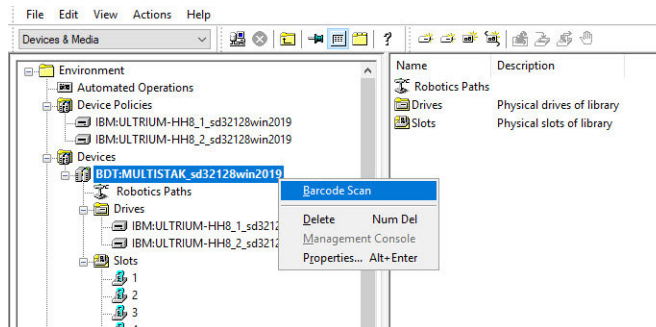 File Edit View Actions Help
Devices & Media
?
Environment
Automated Operations
Device Policies
IBM:ULTRIUM-HH8_1_sd32128win2019
IBM:ULTRIUM-HH8_2_sd32128win2019
Devices
BDT:MULTISTAK_sd32128win2019
Robotics Paths
Drives
IBM:ULTRIUM-HH8_1_sd3212
IBM:ULTRIUM-HH8_2_sd3212
Slots
1
2
3
Barcode Scan
Delete Num Del
Management Console
Properties... Alt+Enter
Name Description
Robotics Paths
Drives Physical drives of library
Slots Physical slots of library